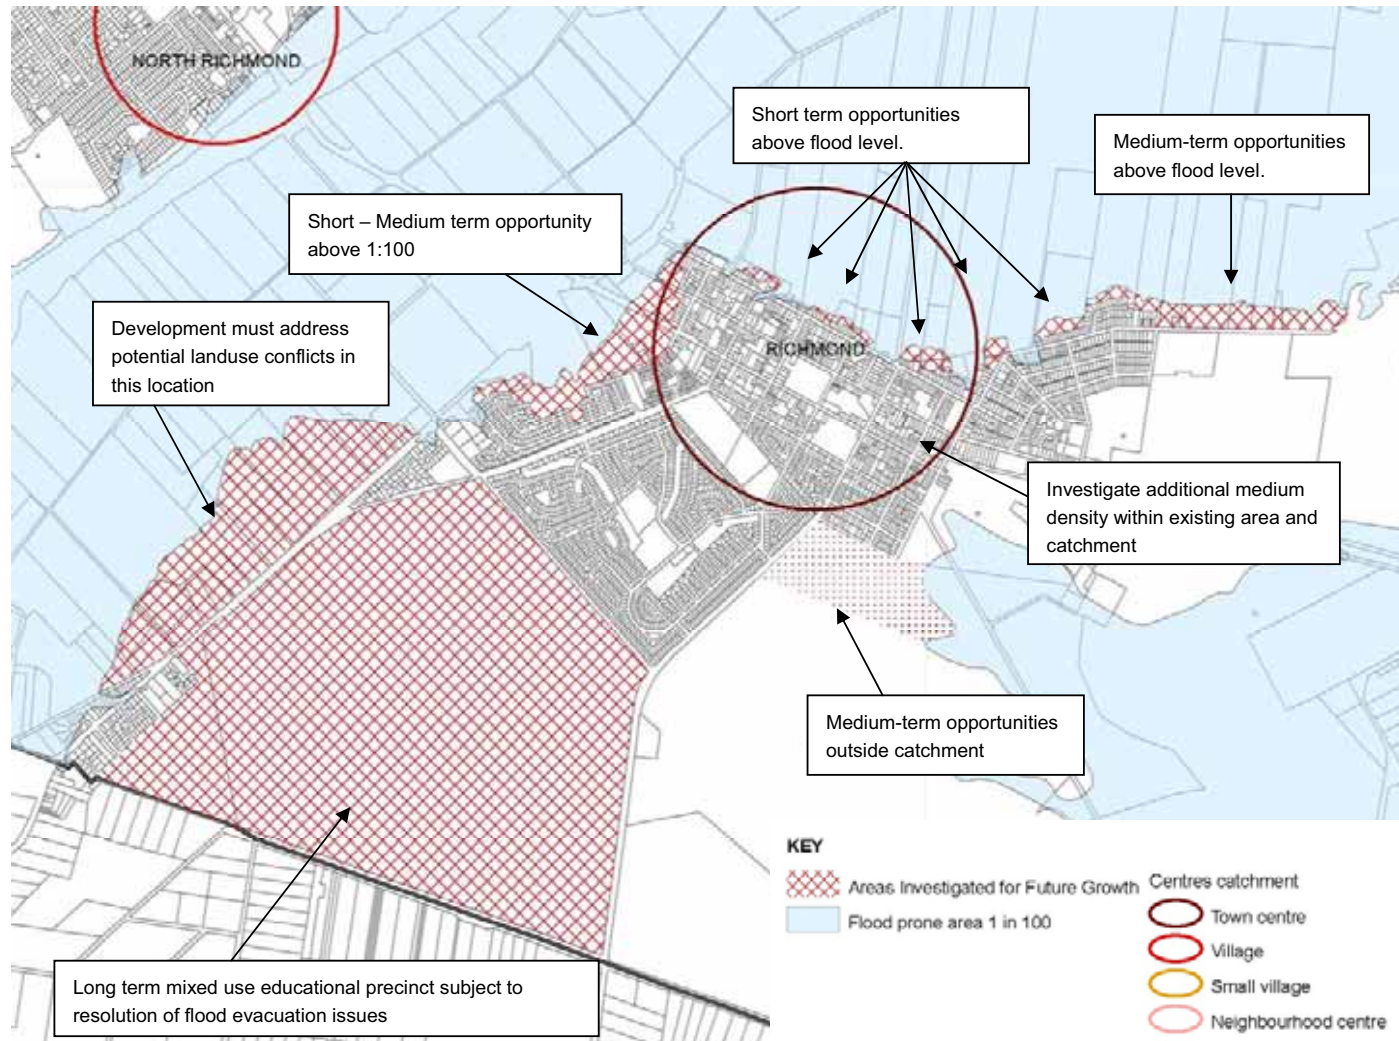 NORTH RICHMOND
Short term opportunities
above flood level.
Medium-term opportunities
above flood level.
Short – Medium term opportunity
above 1:100
Development must address
potential landuse conflicts in
this location
RICHMOND
Investigate additional medium
density within existing area and
catchment
Medium-term opportunities
outside catchment
Long term mixed use educational precinct subject to
resolution of flood evacuation issues
KEY
Areas Investigated for Future Growth
Flood prone area 1 in 100
Centres catchment
Town centre
Village
Small village
Neighbourhood centre